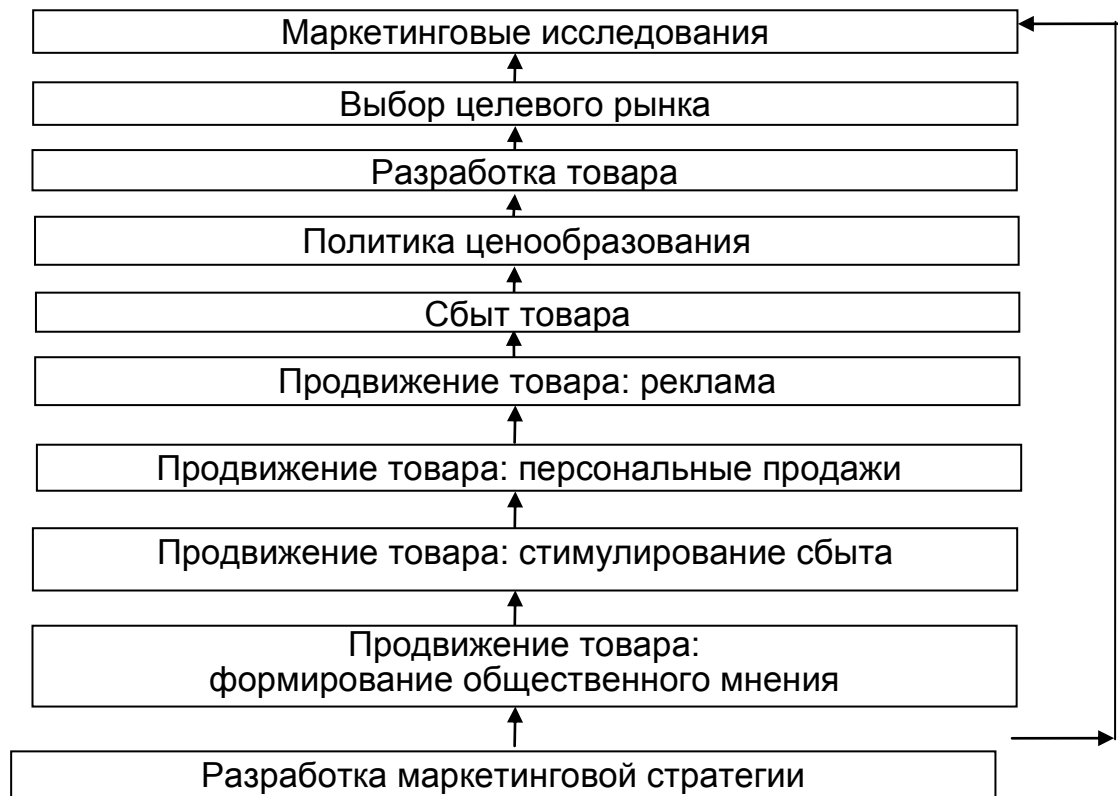 Маркетинговые исследования
Выбор целевого рынка
Разработка товара
Политика ценообразования
Сбыт товара
Продвижение товара: реклама
Продвижение товара: персональные продажи
Продвижение товара: стимулирование сбыта
Продвижение товара:
формирование общественного мнения
Разработка маркетинговой стратегии